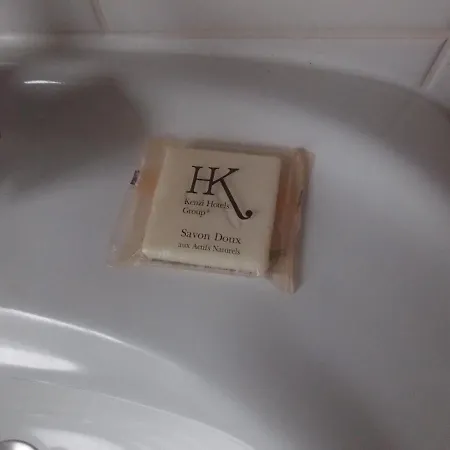 HK
Kenzi Hotels
Group®
Savon Doux
aux Actifs Naturels